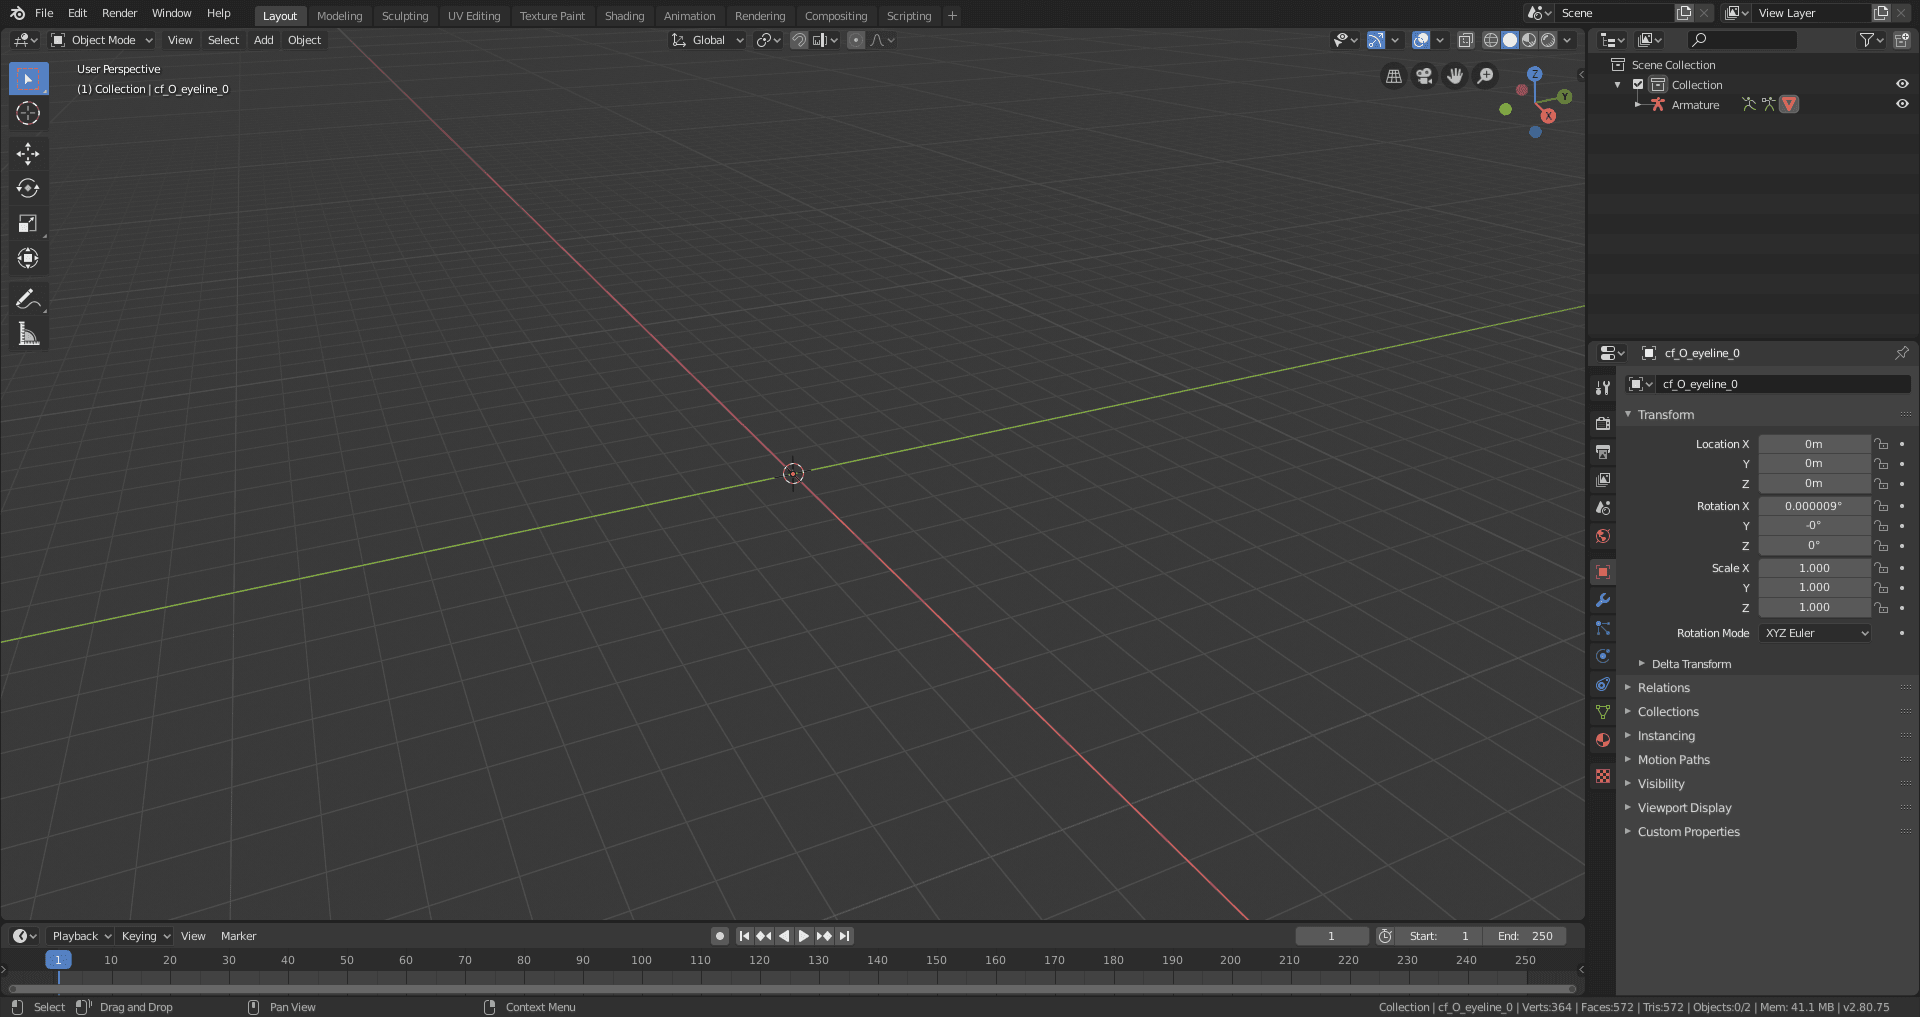 File Edit Render Window Help Layout Modeling Sculpting UV Editing Texture Paint Shading Animation Rendering Compositing Scripting + Scene View Layer
Object Mode View Select Add Object Global
User Perspective
(1) Collection | cf_O_eyeline_0
Z
Y
X
Scene Collection
Collection
Armature
cf_O_eyeline_0
cf_O_eyeline_0
Transform
Location X 0m
Y 0m
Z 0m
Rotation X 0.000009°
Y -0°
Z 0°
Scale X 1.000
Y 1.000
Z 1.000
Rotation Mode XYZ Euler
Delta Transform
Relations
Collections
Instancing
Motion Paths
Visibility
Viewport Display
Custom Properties
Playback Keying View Marker 1 Start: 1 End: 250
1 10 20 30 40 50 60 70 80 90 100 110 120 130 140 150 160 170 180 190 200 210 220 230 240 250
Select Drag and Drop Pan View Context Menu Collection | cf_O_eyeline_0 | Verts:364 | Faces:572 | Tris:572 | Objects:0/2 | Mem: 41.1 MB | v2.80.75